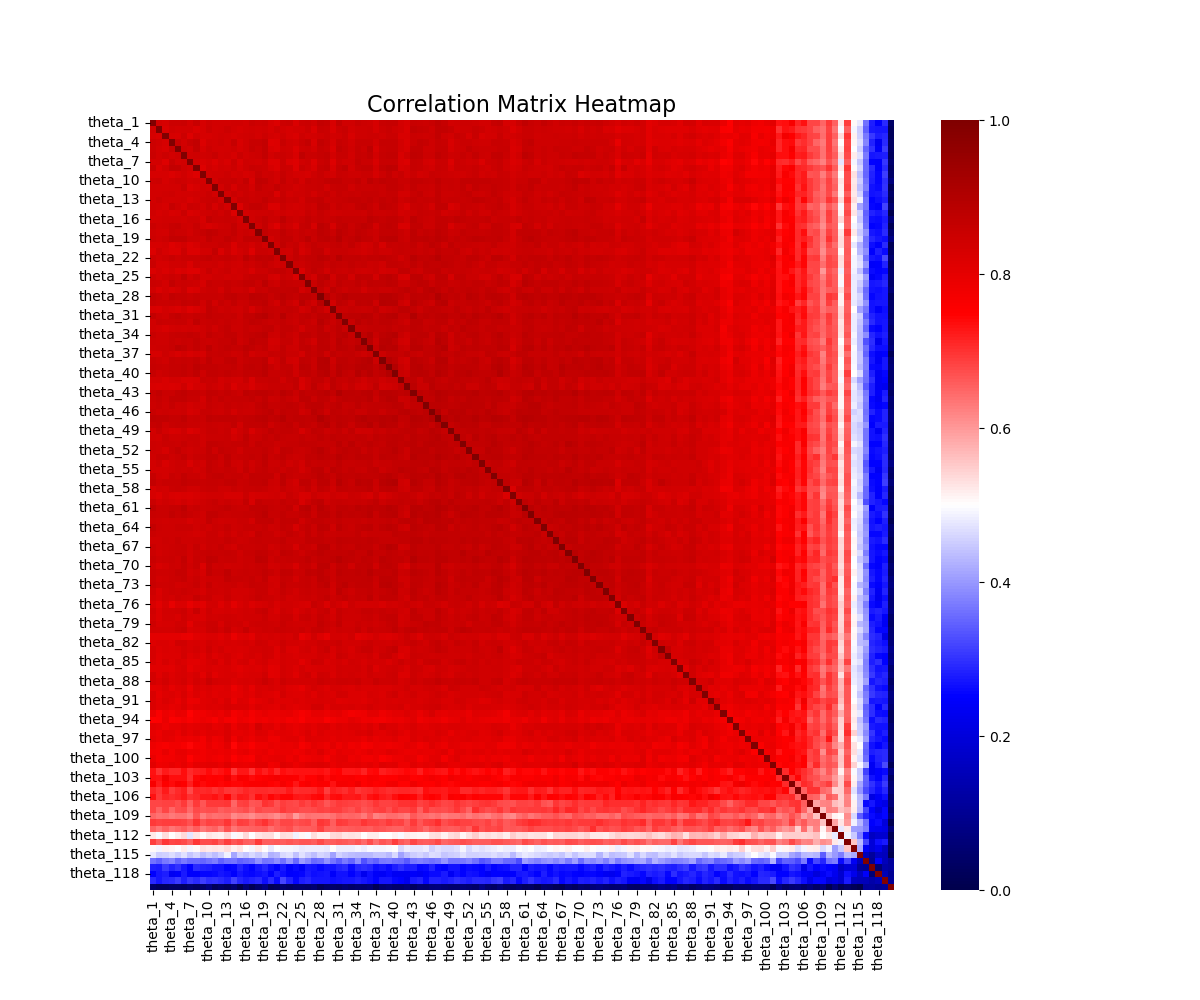 Correlation Matrix Heatmap
theta_1
theta_4
theta_7
theta_10
theta_13
theta_16
theta_19
theta_22
theta_25
theta_28
theta_31
theta_34
theta_37
theta_40
theta_43
theta_46
theta_49
theta_52
theta_55
theta_58
theta_61
theta_64
theta_67
theta_70
theta_73
theta_76
theta_79
theta_82
theta_85
theta_88
theta_91
theta_94
theta_97
theta_100
theta_103
theta_106
theta_109
theta_112
theta_115
theta_118
theta_1
theta_4
theta_7
theta_10
theta_13
theta_16
theta_19
theta_22
theta_25
theta_28
theta_31
theta_34
theta_37
theta_40
theta_43
theta_46
theta_49
theta_52
theta_55
theta_58
theta_61
theta_64
theta_67
theta_70
theta_73
theta_76
theta_79
theta_82
theta_85
theta_88
theta_91
theta_94
theta_97
theta_100
theta_103
theta_106
theta_109
theta_112
theta_115
theta_118
1.0
0.8
0.6
0.4
0.2
0.0